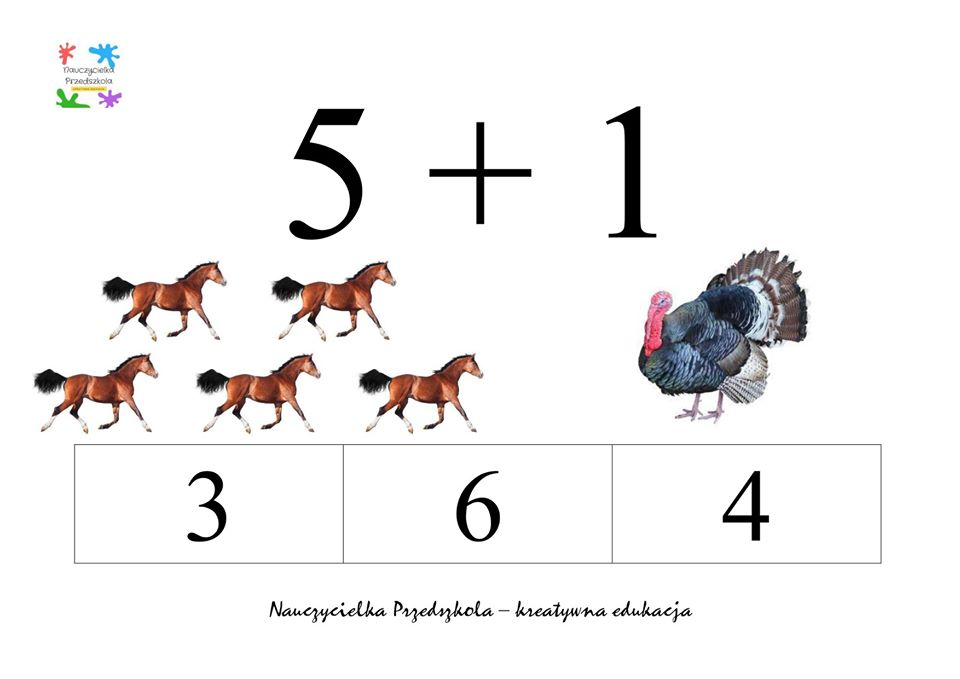 Nauczycielka
Przedszkola
5 + 1
3 6 4
Nauczycielka Przedszkola – kreatywna edukacja